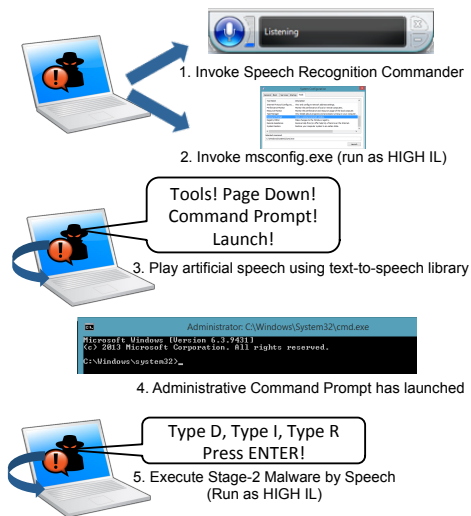 Listening
1. Invoke Speech Recognition Commander
2. Invoke msconfig.exe (run as HIGH IL)
Tools! Page Down!
Command Prompt!
Launch!
3. Play artificial speech using text-to-speech library
Administrator: C:\Windows\System32\cmd.exe
Microsoft Windows [Version 6.3.9431]
(c) 2013 Microsoft Corporation. All rights reserved.
C:\Windows\system32>_
4. Administrative Command Prompt has launched
Type D, Type I, Type R
Press ENTER!
5. Execute Stage-2 Malware by Speech
(Run as HIGH IL)